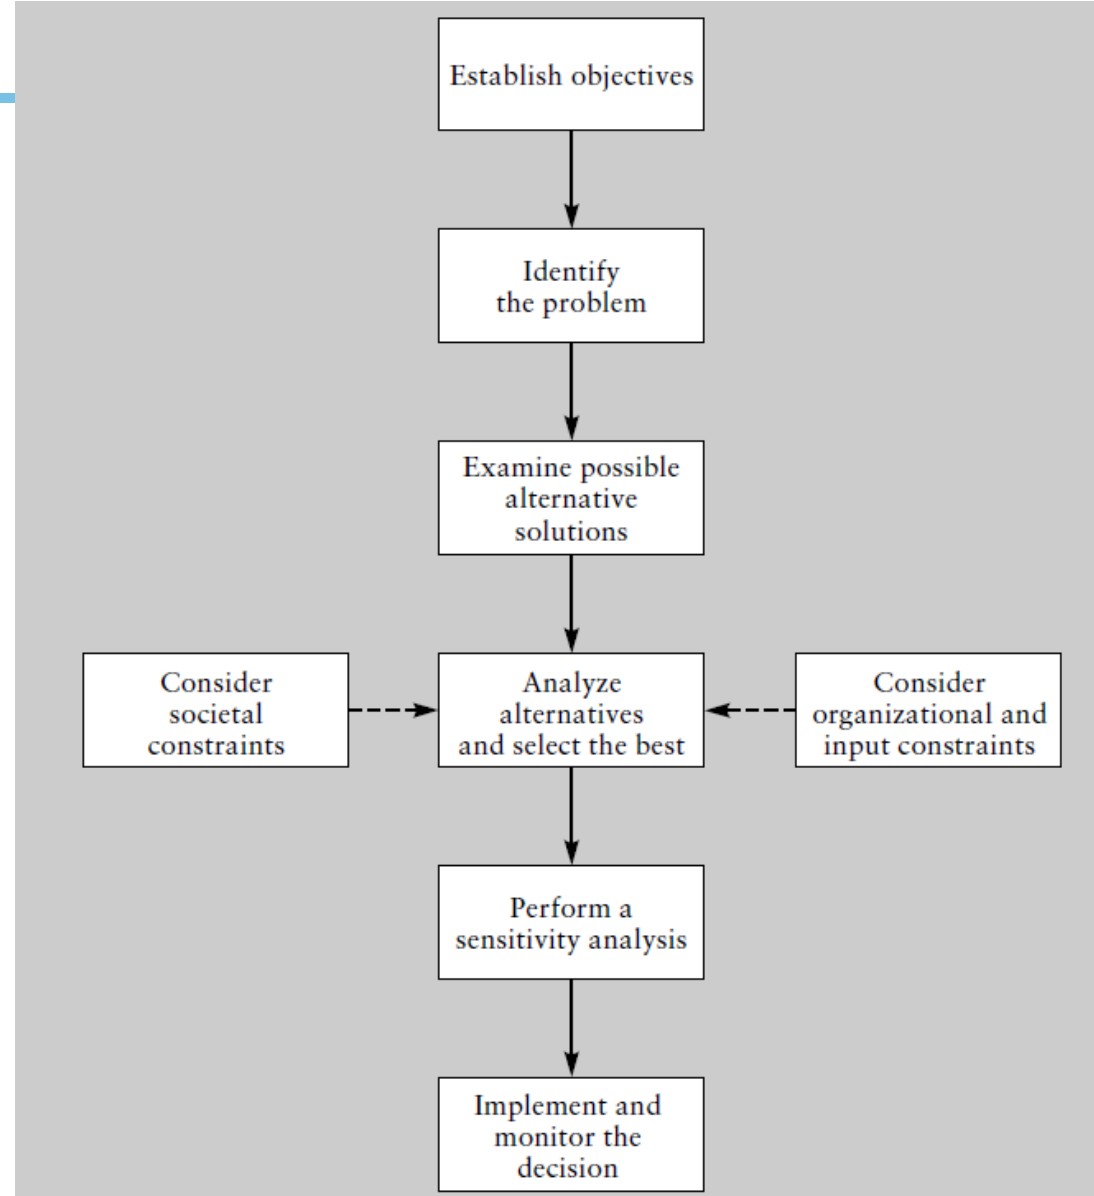 Establish objectives
Identify
the problem
Examine possible
alternative
solutions
Consider
societal
constraints
Analyze
alternatives
and select the best
Consider
organizational and
input constraints
Perform a
sensitivity analysis
Implement and
monitor the
decision